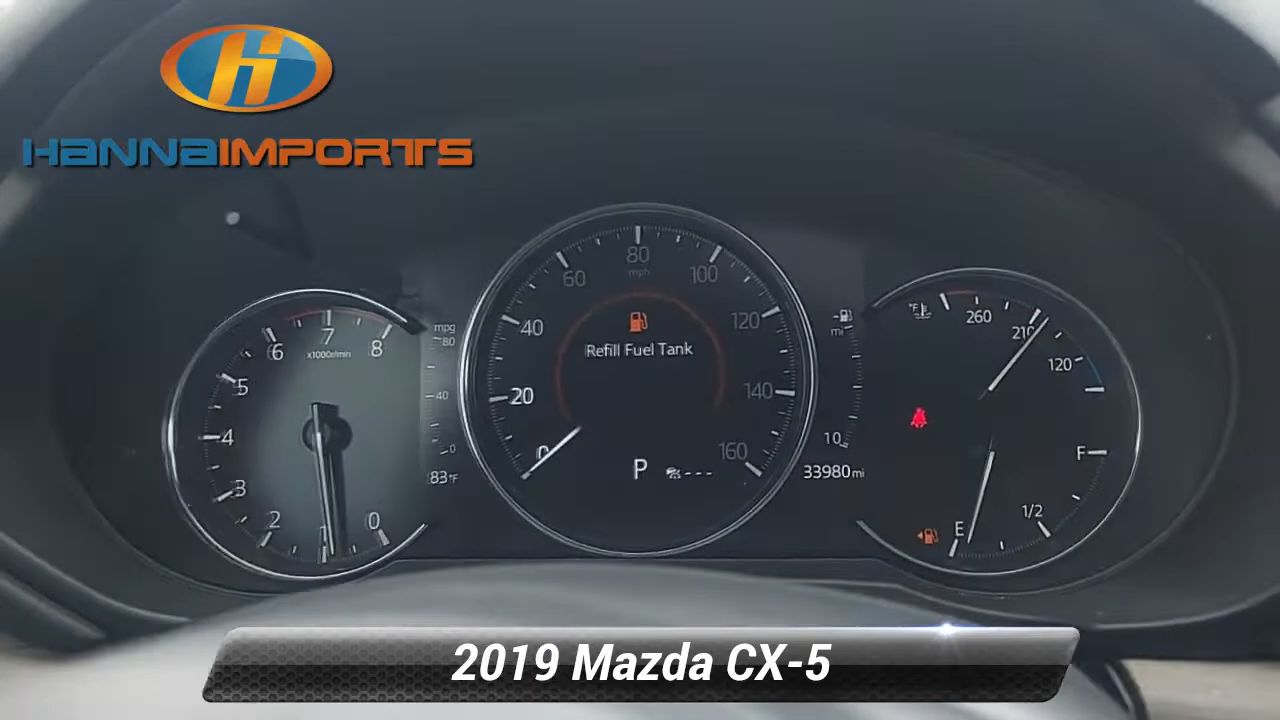 H
HANNAIMPORTS
mpg
80
40
0
83°F
x1000r/min
0
1
2
3
4
5
6
7
8
0
20
40
60
80
mph
100
120
140
160
Refill Fuel Tank
P
---
mi
10
33980 mi
°F
260
210
120
F
1/2
E
2019 Mazda CX-5